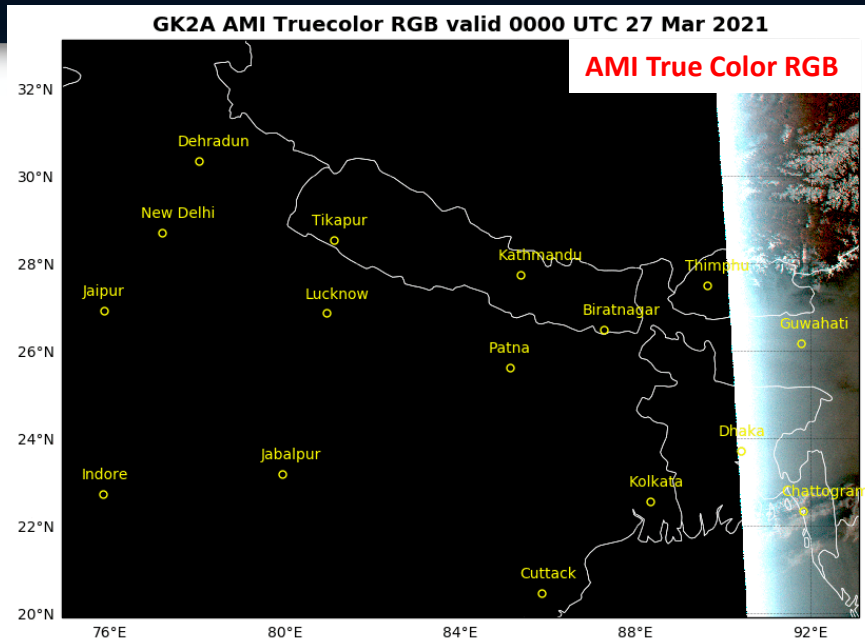 GK2A AMI Truecolor RGB valid 0000 UTC 27 Mar 2021
AMI True Color RGB
32°N
Dehradun
30°N
New Delhi
Tikapur
28°N
Kathmandu
Thimphu
Jaipur
Lucknow
Biratnagar
Guwahati
26°N
Patna
24°N
Dhaka
Jabalpur
Indore
Kolkata
Chattogram
22°N
Cuttack
20°N
76°E 80°E 84°E 88°E 92°E